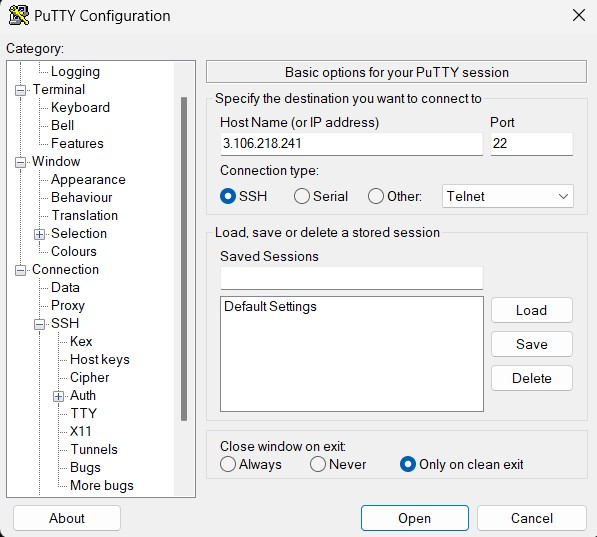 PuTTY Configuration
Category:
Logging
Terminal
Keyboard
Bell
Features
Window
Appearance
Behaviour
Translation
Selection
Colours
Connection
Data
Proxy
SSH
Kex
Host keys
Cipher
Auth
TTY
X11
Tunnels
Bugs
More bugs
Basic options for your PuTTY session
Specify the destination you want to connect to
Host Name (or IP address) Port
3.106.218.241 22
Connection type:
SSH Serial Other: Telnet
Load, save or delete a stored session
Saved Sessions
Default Settings
Load
Save
Delete
Close window on exit:
Always Never Only on clean exit
About Open Cancel